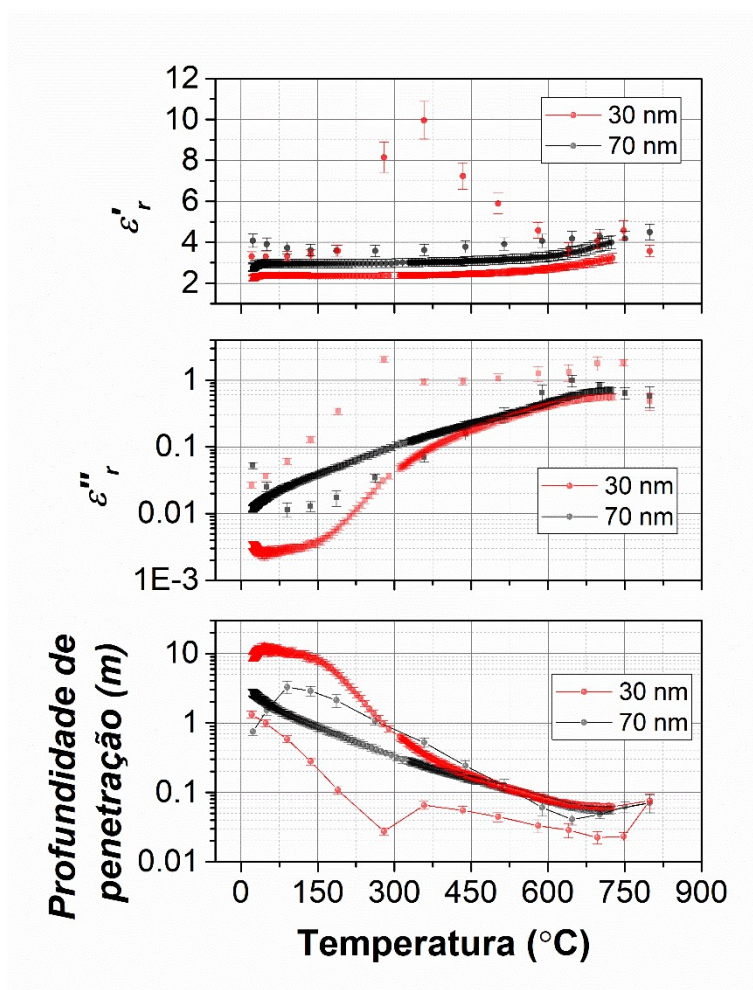 12
10
8
6
4
2
ε'r
30 nm
70 nm
1
0.1
0.01
1E-3
ε''r
30 nm
70 nm
10
1
0.1
0.01
Profundidade de
penetração (m)
30 nm
70 nm
0 150 300 450 600 750 900
Temperatura (°C)